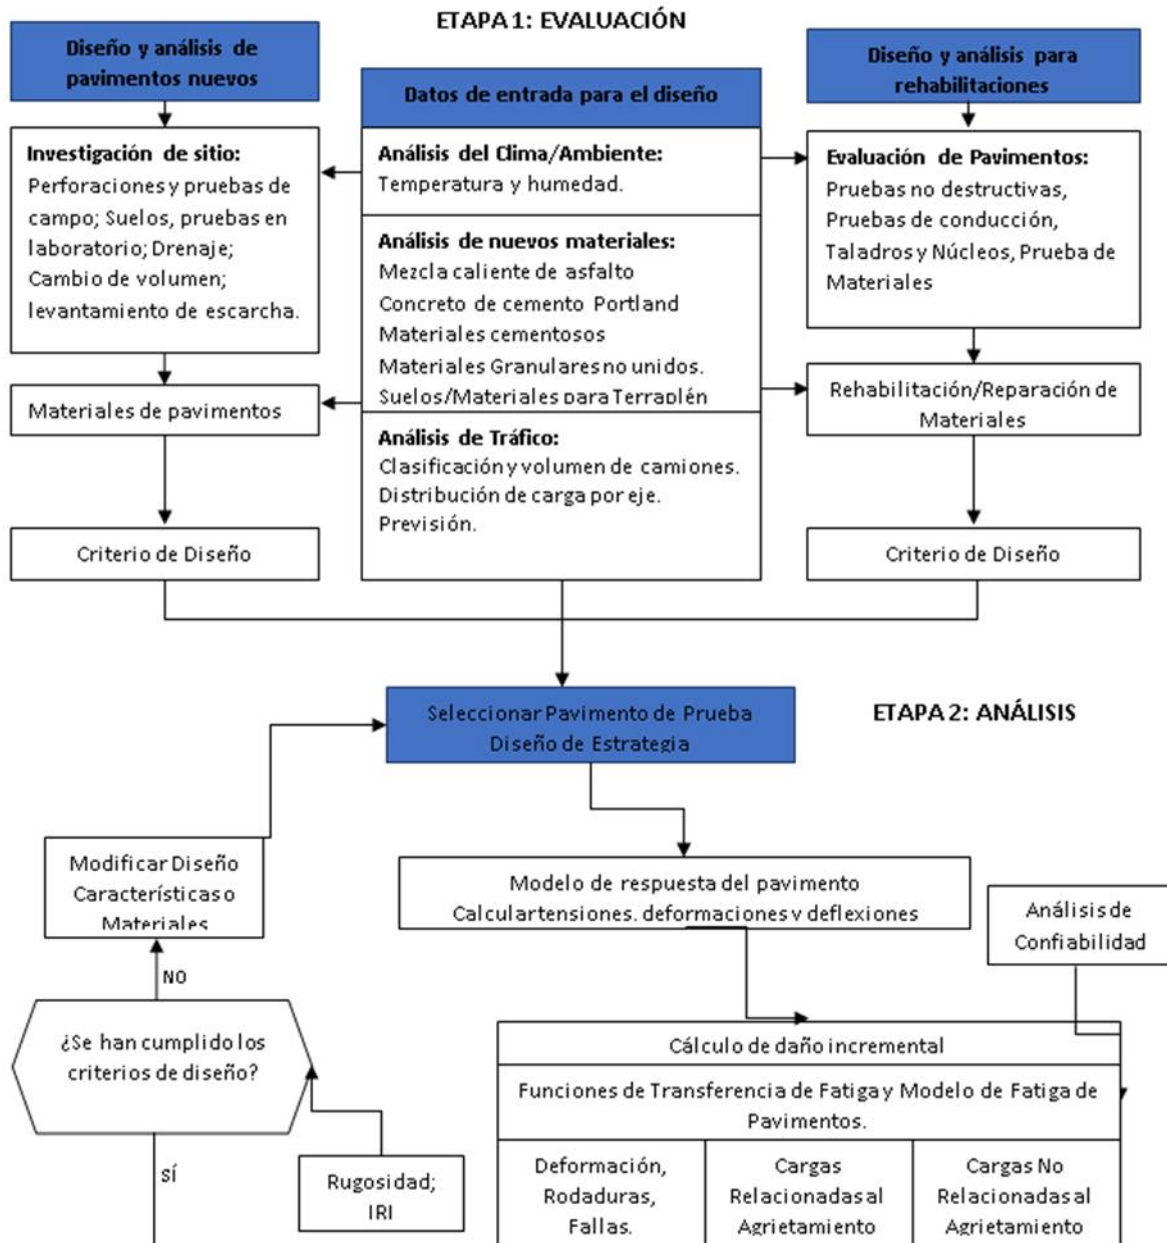 ETAPA 1: EVALUACIÓN
Diseño y análisis de
pavimentos nuevos
Investigación de sitio:
Perforaciones y pruebas de
campo; Suelos, pruebas en
laboratorio; Drenaje;
Cambio de volumen;
levantamiento de escarcha.
Materiales de pavimentos
Criterio de Diseño
Datos de entrada para el diseño
Análisis del Clima/Ambiente:
Temperatura y humedad.
Análisis de nuevos materiales:
Mezcla caliente de asfalto
Concreto de cemento Portland
Materiales cementosos
Materiales Granulares no unidos.
Suelos/Materiales para Terraplén
Análisis de Tráfico:
Clasificación y volumen de camiones.
Distribución de carga por eje.
Previsión.
Diseño y análisis para
rehabilitaciones
Evaluación de Pavimentos:
Pruebas no destructivas,
Pruebas de conducción,
Taladros y Núcleos, Prueba de
Materiales
Rehabilitación/Reparación de
Materiales
Criterio de Diseño
ETAPA 2: ANÁLISIS
Seleccionar Pavimento de Prueba
Diseño de Estrategia
Modificar Diseño
Características o
Materiales
NO
¿Se han cumplido los
criterios de diseño?
SÍ
Rugosidad;
IRI
Modelo de respuesta del pavimento
Calcular tensiones, deformaciones y deflexiones
Análisis de
Confiabilidad
Cálculo de daño incremental
Funciones de Transferencia de Fatiga y Modelo de Fatiga de
Pavimentos.
Deformación,
Rodaduras,
Fallas.
Cargas
Relacionadas al
Agrietamiento
Cargas No
Relacionadas al
Agrietamiento